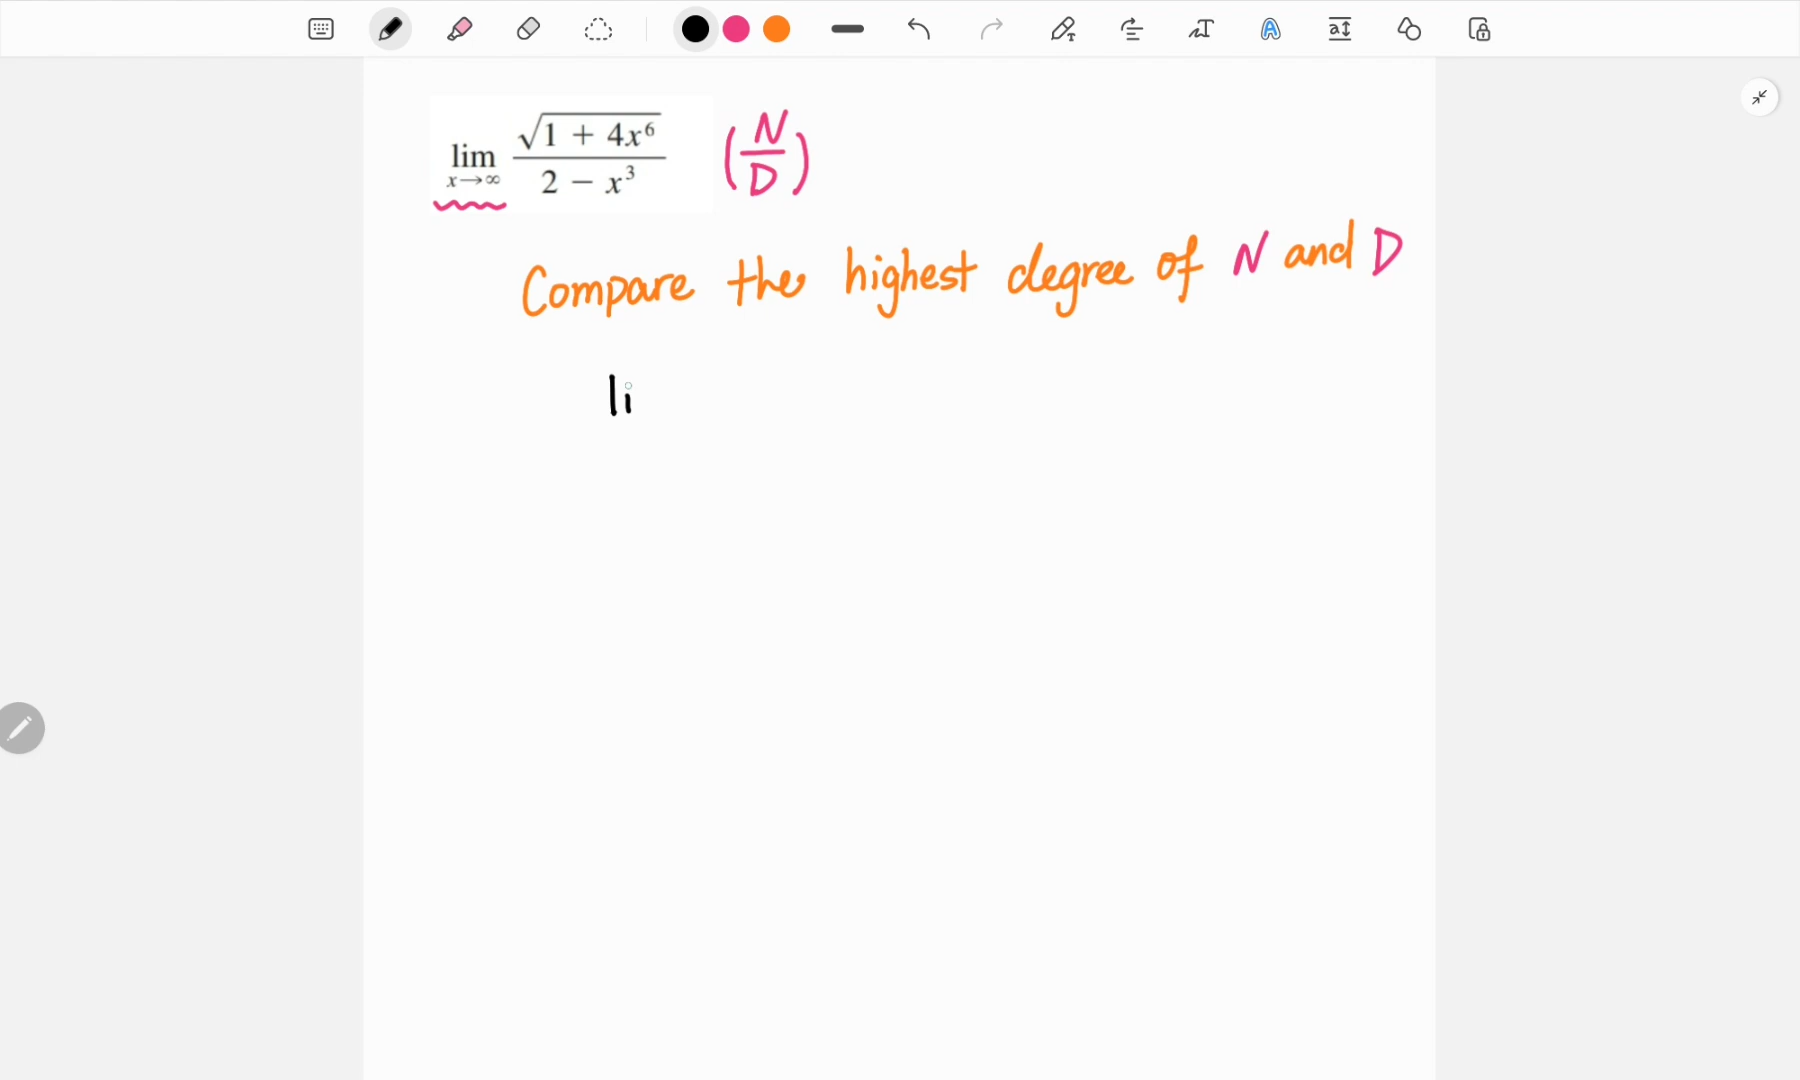 lim x→∞ √(1 + 4x⁶) / (2 − x³) (N/D)
Compare the highest degree of N and D
li